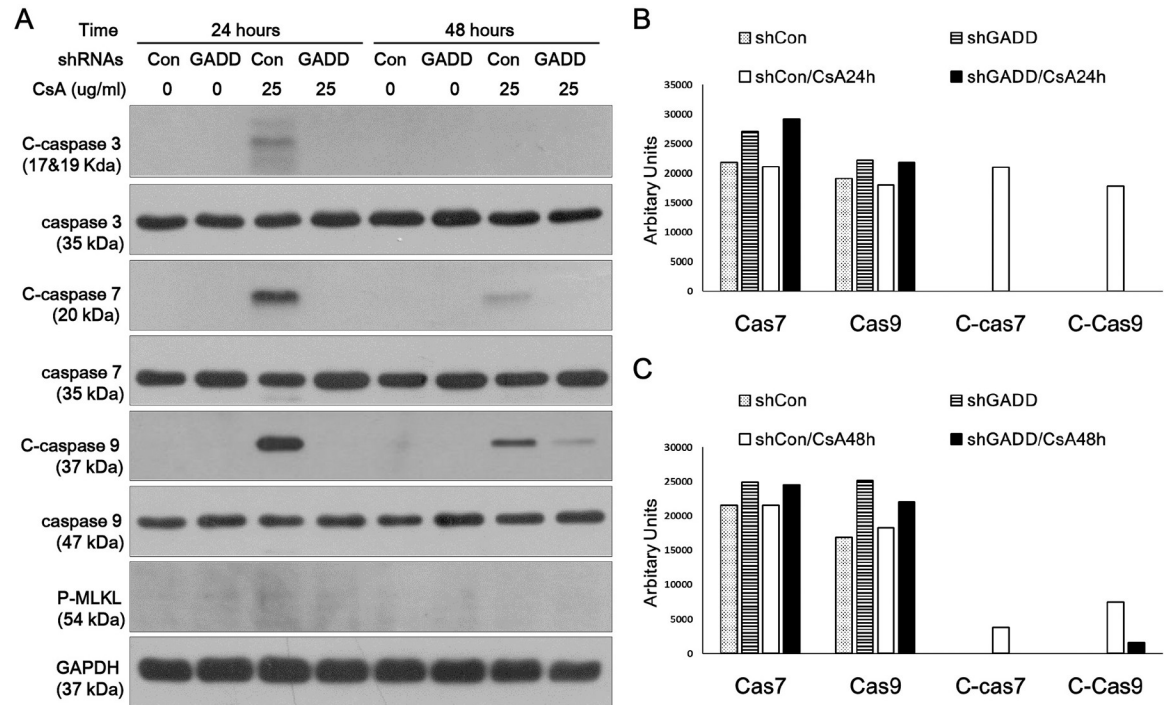 A
Time 24 hours 48 hours
shRNAs Con GADD Con GADD Con GADD Con GADD
CsA (ug/ml) 0 0 25 25 0 0 25 25
C-caspase 3
(17&19 Kda)
caspase 3
(35 kDa)
C-caspase 7
(20 kDa)
caspase 7
(35 kDa)
C-caspase 9
(37 kDa)
caspase 9
(47 kDa)
P-MLKL
(54 kDa)
GAPDH
(37 kDa)
B
shCon shGADD
shCon/CsA24h shGADD/CsA24h
Arbitary Units
35000
30000
25000
20000
15000
10000
5000
0
Cas7 Cas9 C-cas7 C-Cas9
C
shCon shGADD
shCon/CsA48h shGADD/CsA48h
Arbitary Units
30000
25000
20000
15000
10000
5000
0
Cas7 Cas9 C-cas7 C-Cas9